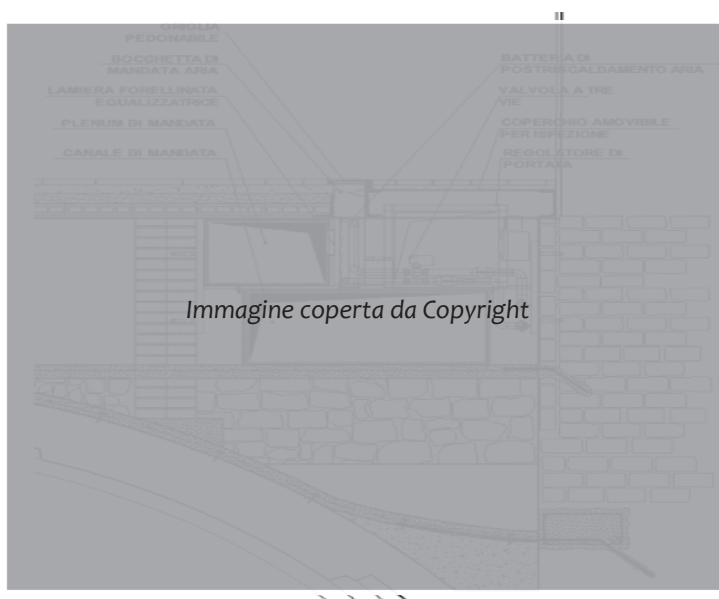 GRIGLIA
PEDONABILE
BOCCHETTA DI
MANDATA ARIA
LAMIERA FORELLINATA
EQUALIZZATRICE
PLENUM DI MANDATA
CANALE DI MANDATA
BATTERIA DI
POSTRISCALDAMENTO ARIA
VALVOLA A TRE
VIE
COPERCHIO AMOVIBILE
PER ISPEZIONE
REGOLATORE DI
PORTATA
Immagine coperta da Copyright